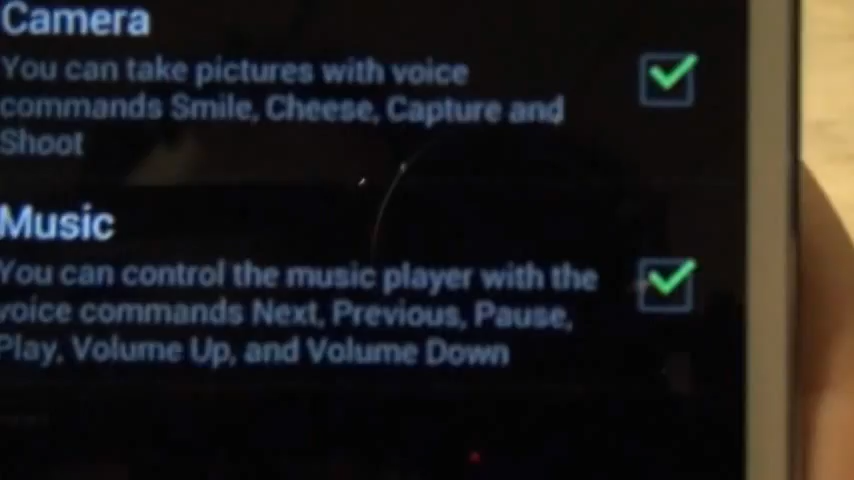 Camera
You can take pictures with voice
commands Smile, Cheese, Capture and
Shoot
Music
You can control the music player with the
voice commands Next, Previous, Pause,
Play, Volume Up, and Volume Down